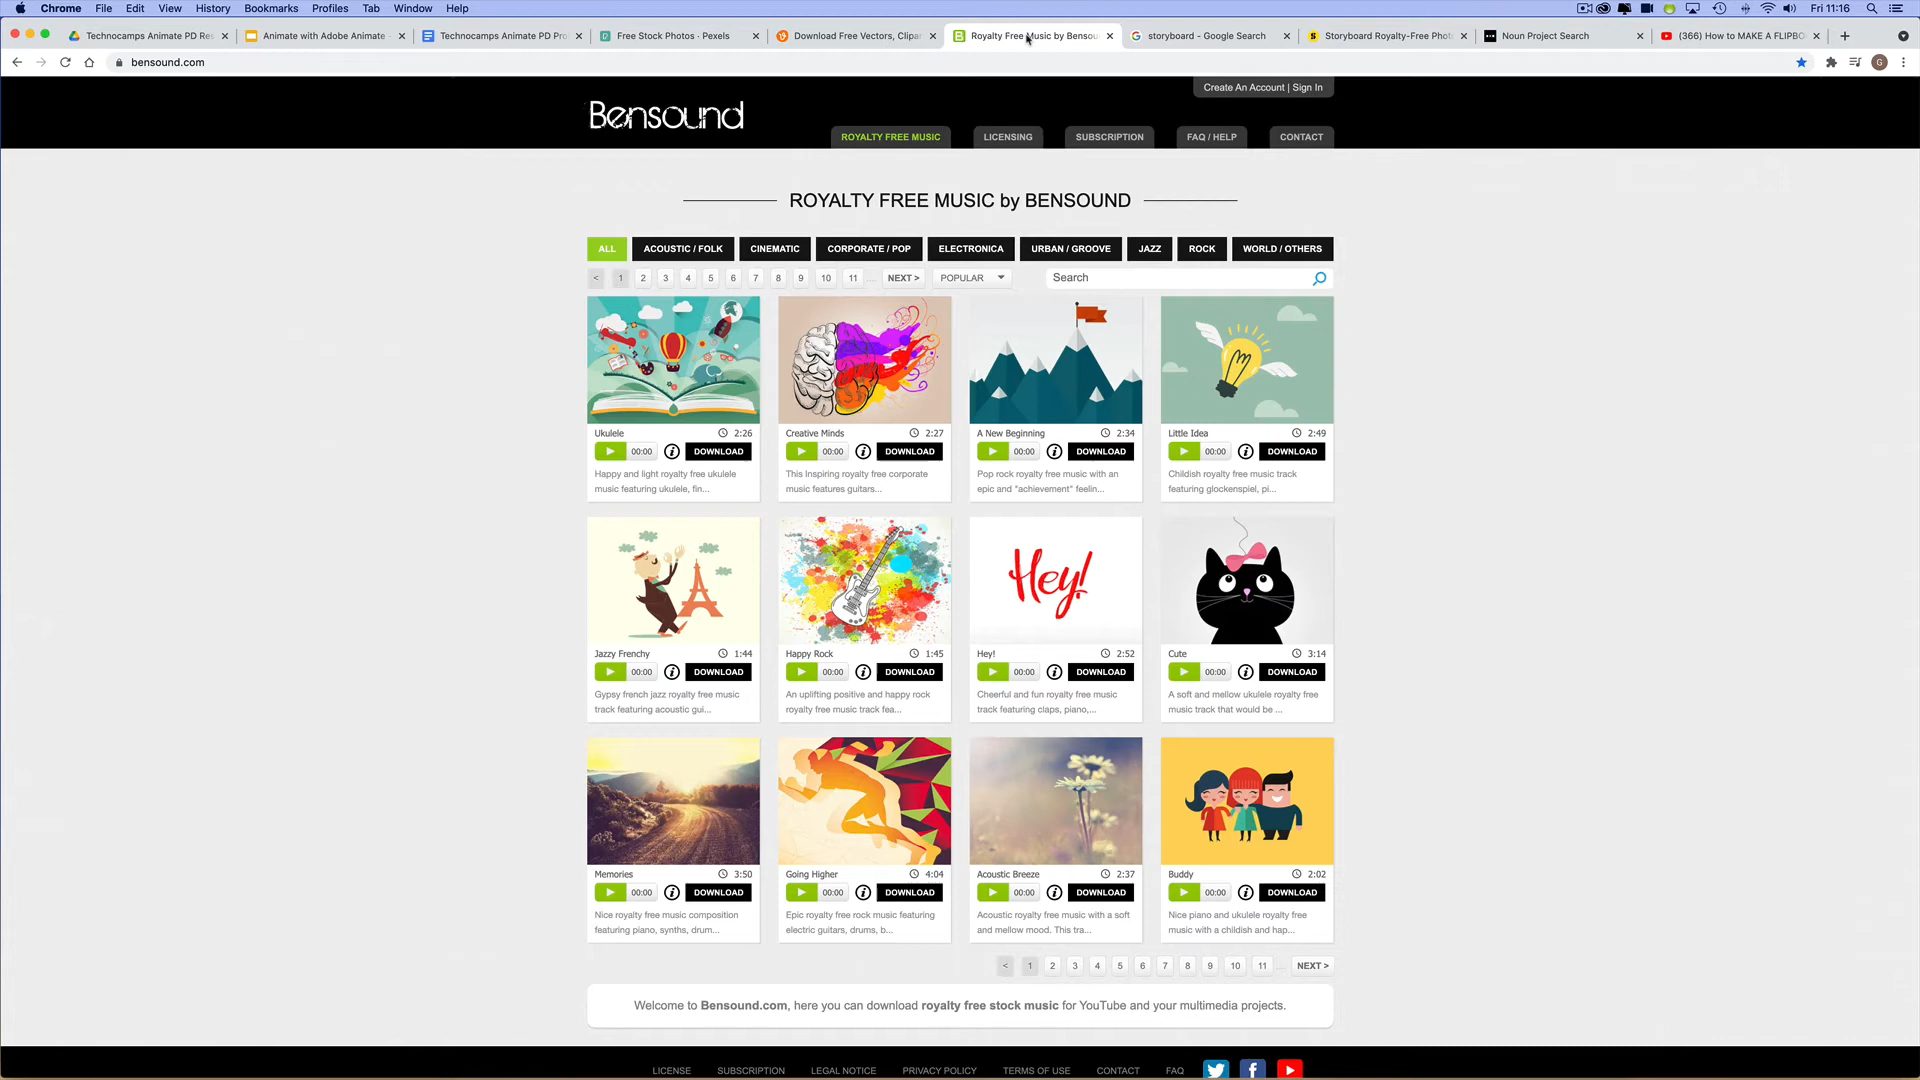 Chrome File Edit View History Bookmarks Profiles Tab Window Help Fri 11:16
Technocamps Animate PD Res Animate with Adobe Animate - Technocamps Animate PD Pro Free Stock Photos · Pexels Download Free Vectors, Clipar Royalty Free Music by Bensou storyboard - Google Search Storyboard Royalty-Free Phot Noun Project Search (366) How to MAKE A FLIPBO
bensound.com G
Create An Account | Sign In
Bensound
ROYALTY FREE MUSIC LICENSING SUBSCRIPTION FAQ / HELP CONTACT
ROYALTY FREE MUSIC by BENSOUND
ALL ACOUSTIC / FOLK CINEMATIC CORPORATE / POP ELECTRONICA URBAN / GROOVE JAZZ ROCK WORLD / OTHERS
< 1 2 3 4 5 6 7 8 9 10 11 ... NEXT > POPULAR Search
Ukulele 2:26 Creative Minds 2:27 A New Beginning 2:34 Little Idea 2:49
00:00 i DOWNLOAD 00:00 i DOWNLOAD 00:00 i DOWNLOAD 00:00 i DOWNLOAD
Happy and light royalty free ukulele This Inspiring royalty free corporate Pop rock royalty free music with an Childish royalty free music track
music featuring ukulele, fin... music features guitars... epic and "achievement" feelin... featuring glockenspiel, pi...
Hey!
Jazzy Frenchy 1:44 Happy Rock 1:45 Hey! 2:52 Cute 3:14
00:00 i DOWNLOAD 00:00 i DOWNLOAD 00:00 i DOWNLOAD 00:00 i DOWNLOAD
Gypsy french jazz royalty free music An uplifting positive and happy rock Cheerful and fun royalty free music A soft and mellow ukulele royalty free
track featuring acoustic gui... royalty free music track fea... track featuring claps, piano,... music track that would be ...
Memories 3:50 Going Higher 4:04 Acoustic Breeze 2:37 Buddy 2:02
00:00 i DOWNLOAD 00:00 i DOWNLOAD 00:00 i DOWNLOAD 00:00 i DOWNLOAD
Nice royalty free music composition Epic royalty free rock music featuring Acoustic royalty free music with a soft Nice piano and ukulele royalty free
featuring piano, synths, drum... electric guitars, drums, b... and mellow mood. This tra... music with a childish and hap...
< 1 2 3 4 5 6 7 8 9 10 11 ... NEXT >
Welcome to Bensound.com, here you can download royalty free stock music for YouTube and your multimedia projects.
LICENSE SUBSCRIPTION LEGAL NOTICE PRIVACY POLICY TERMS OF USE CONTACT FAQ